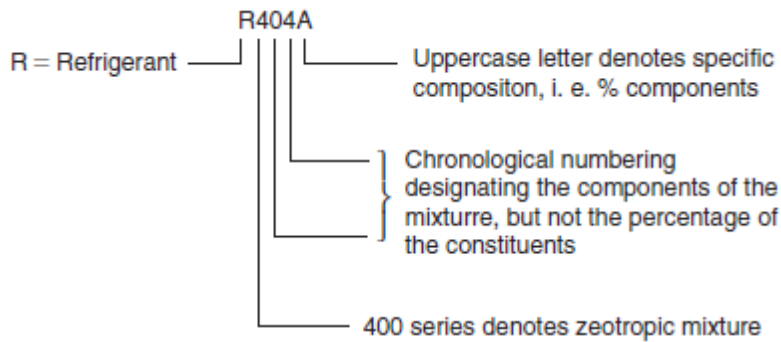 R404A
R = Refrigerant
Uppercase letter denotes specific
compositon, i. e. % components
Chronological numbering
designating the components of the
mixturre, but not the percentage of
the constituents
400 series denotes zeotropic mixture